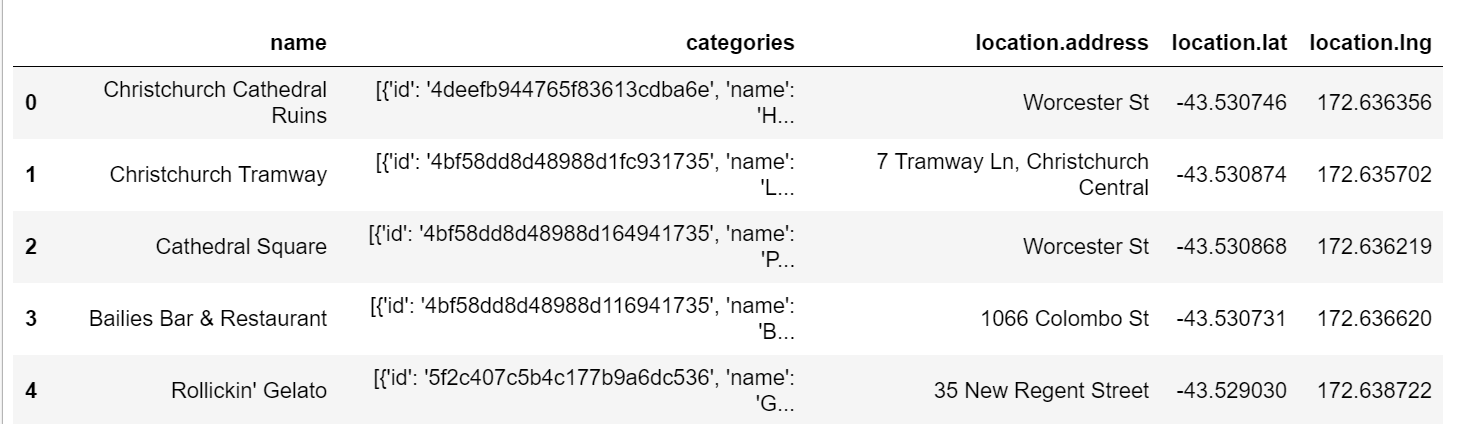 name categories location.address location.lat location.lng
0 Christchurch Cathedral Ruins [{'id': '4deefb944765f83613cdba6e', 'name': 'H... Worcester St -43.530746 172.636356
1 Christchurch Tramway [{'id': '4bf58dd8d48988d1fc931735', 'name': 'L... 7 Tramway Ln, Christchurch Central -43.530874 172.635702
2 Cathedral Square [{'id': '4bf58dd8d48988d164941735', 'name': 'P... Worcester St -43.530868 172.636219
3 Bailies Bar & Restaurant [{'id': '4bf58dd8d48988d116941735', 'name': 'B... 1066 Colombo St -43.530731 172.636620
4 Rollickin' Gelato [{'id': '5f2c407c5b4c177b9a6dc536', 'name': 'G... 35 New Regent Street -43.529030 172.638722